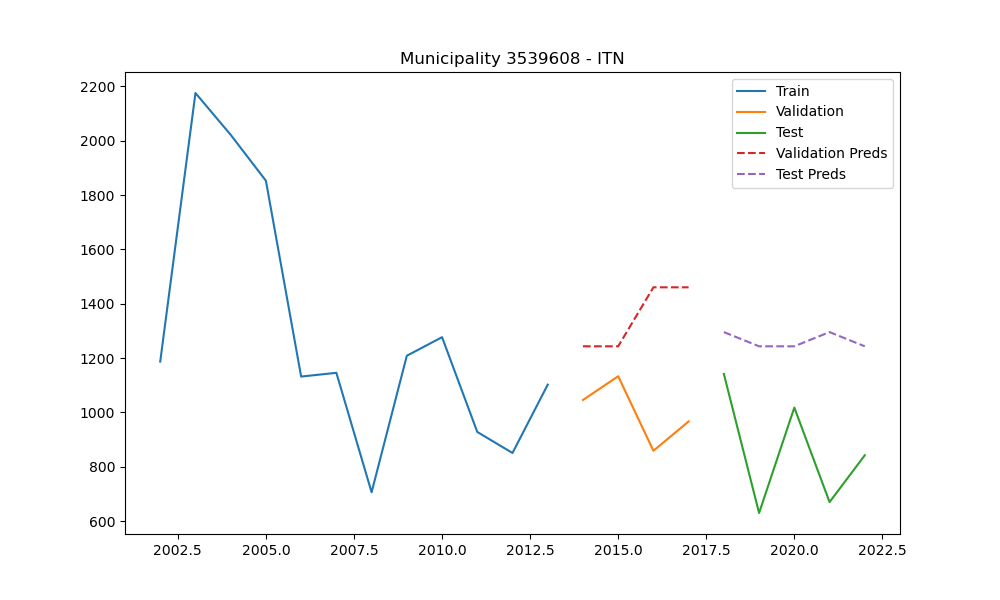 Municipality 3539608 - ITN
2200
2000
1800
1600
1400
1200
1000
800
600
Train
Validation
Test
Validation Preds
Test Preds
2002.5 2005.0 2007.5 2010.0 2012.5 2015.0 2017.5 2020.0 2022.5